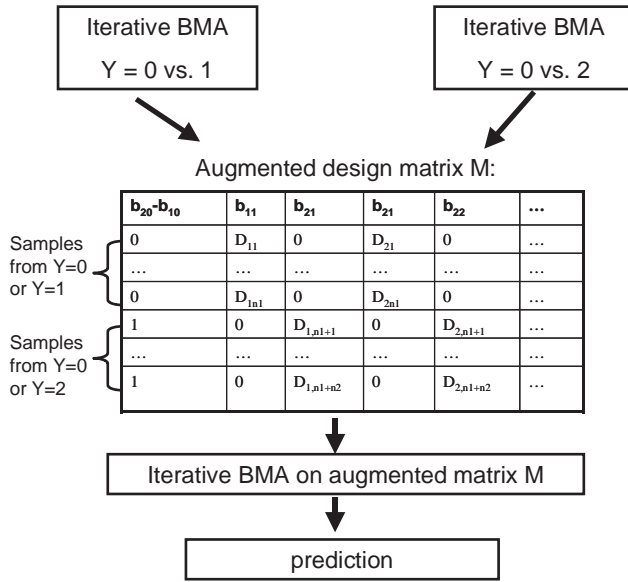 Iterative BMA
Y = 0 vs. 1
Iterative BMA
Y = 0 vs. 2
Augmented design matrix M:
b₂₀-b₁₀ b₁₁ b₂₁ b₂₁ b₂₂ ...
Samples from Y=0 or Y=1
0 D₁₁ 0 D₂₁ 0 ...
... ... ... ... ... ...
0 D₁ₙ₁ 0 D₂ₙ₁ 0 ...
Samples from Y=0 or Y=2
1 0 D₁,ₙ₁₊₁ 0 D₂,ₙ₁₊₁ ...
... ... ... ... ... ...
1 0 D₁,ₙ₁₊ₙ₂ 0 D₂,ₙ₁₊ₙ₂ ...
Iterative BMA on augmented matrix M
prediction